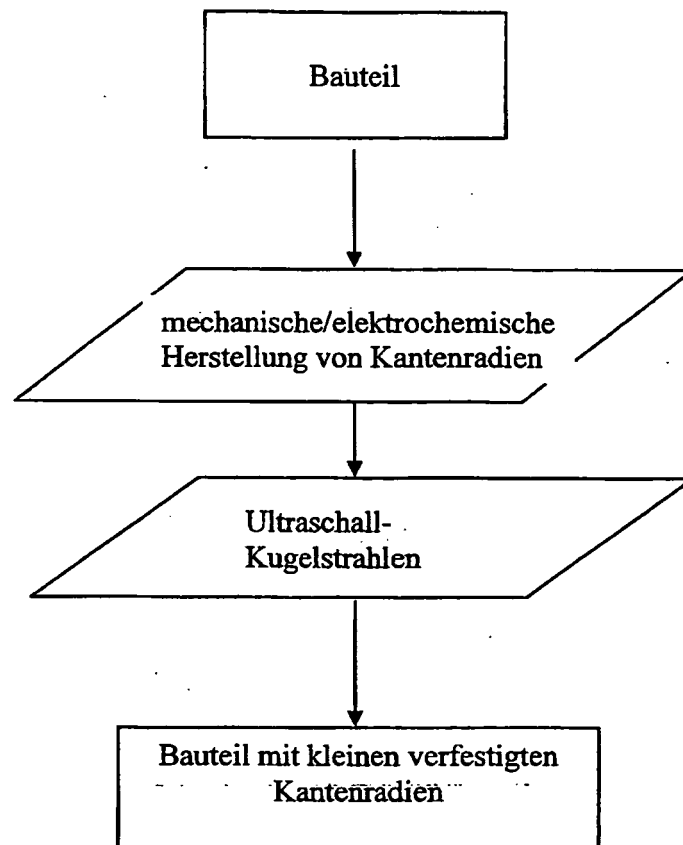 Bauteil
mechanische/elektrochemische
Herstellung von Kantenradien
Ultraschall-
Kugelstrahlen
Bauteil mit kleinen verfestigten
Kantenradien